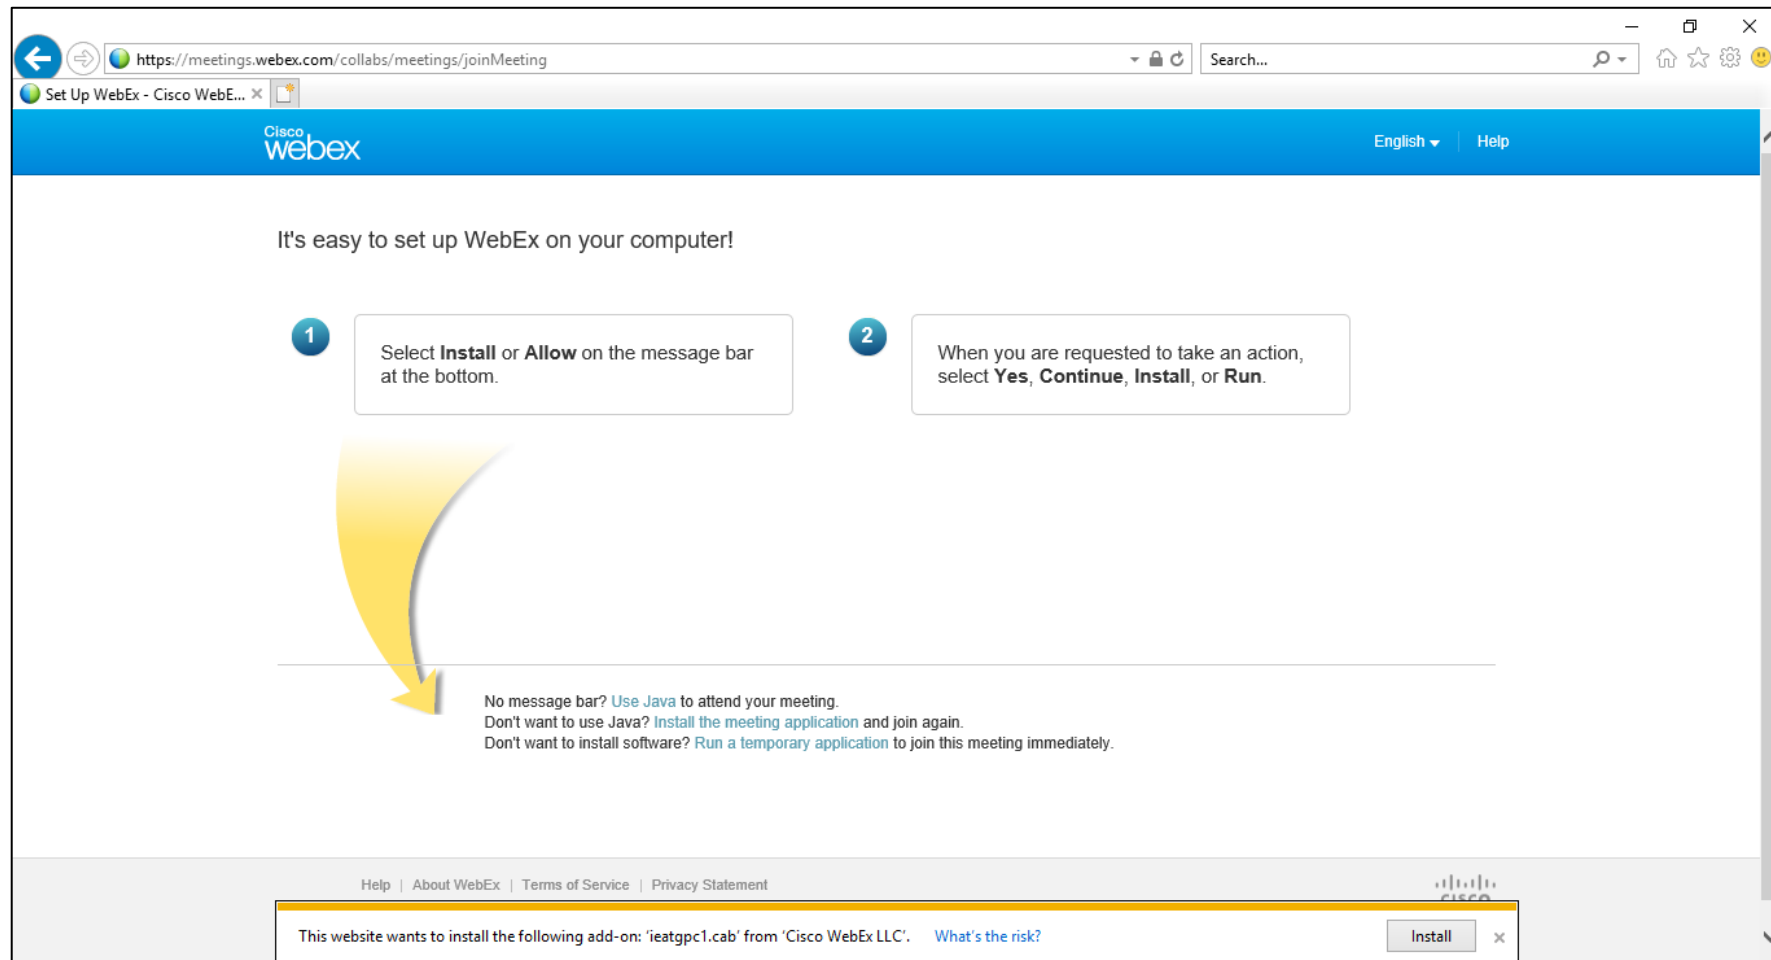 https://meetings.webex.com/collabs/meetings/joinMeeting
Search...
Set Up WebEx - Cisco WebE...
Cisco
webex
English
Help
It's easy to set up WebEx on your computer!
1
Select Install or Allow on the message bar
at the bottom.
2
When you are requested to take an action,
select Yes, Continue, Install, or Run.
No message bar? Use Java to attend your meeting.
Don't want to use Java? Install the meeting application and join again.
Don't want to install software? Run a temporary application to join this meeting immediately.
Help | About WebEx | Terms of Service | Privacy Statement
CISCO
This website wants to install the following add-on: 'ieatgpc1.cab' from 'Cisco WebEx LLC'. What's the risk?
Install